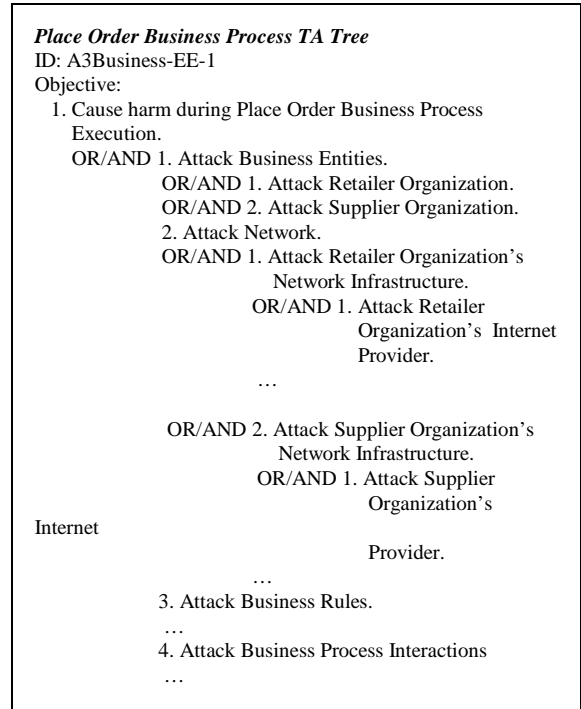 Place Order Business Process TA Tree
ID: A3Business-EE-1
Objective:
1. Cause harm during Place Order Business Process
Execution.
OR/AND 1. Attack Business Entities.
OR/AND 1. Attack Retailer Organization.
OR/AND 2. Attack Supplier Organization.
2. Attack Network.
OR/AND 1. Attack Retailer Organization’s
Network Infrastructure.
OR/AND 1. Attack Retailer
Organization’s Internet
Provider.
…
OR/AND 2. Attack Supplier Organization’s
Network Infrastructure.
OR/AND 1. Attack Supplier
Organization’s
Internet
Provider.
…
3. Attack Business Rules.
…
4. Attack Business Process Interactions
…